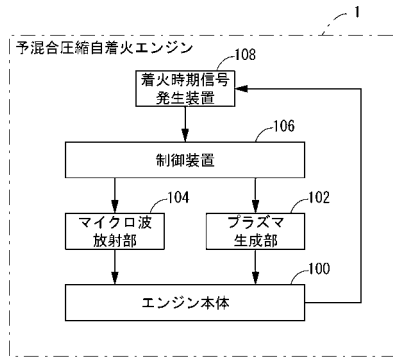 1
予混合圧縮自着火エンジン
108
着火時期信号
発生装置
106
制御装置
104
マイクロ波
放射部
102
プラズマ
生成部
100
エンジン本体